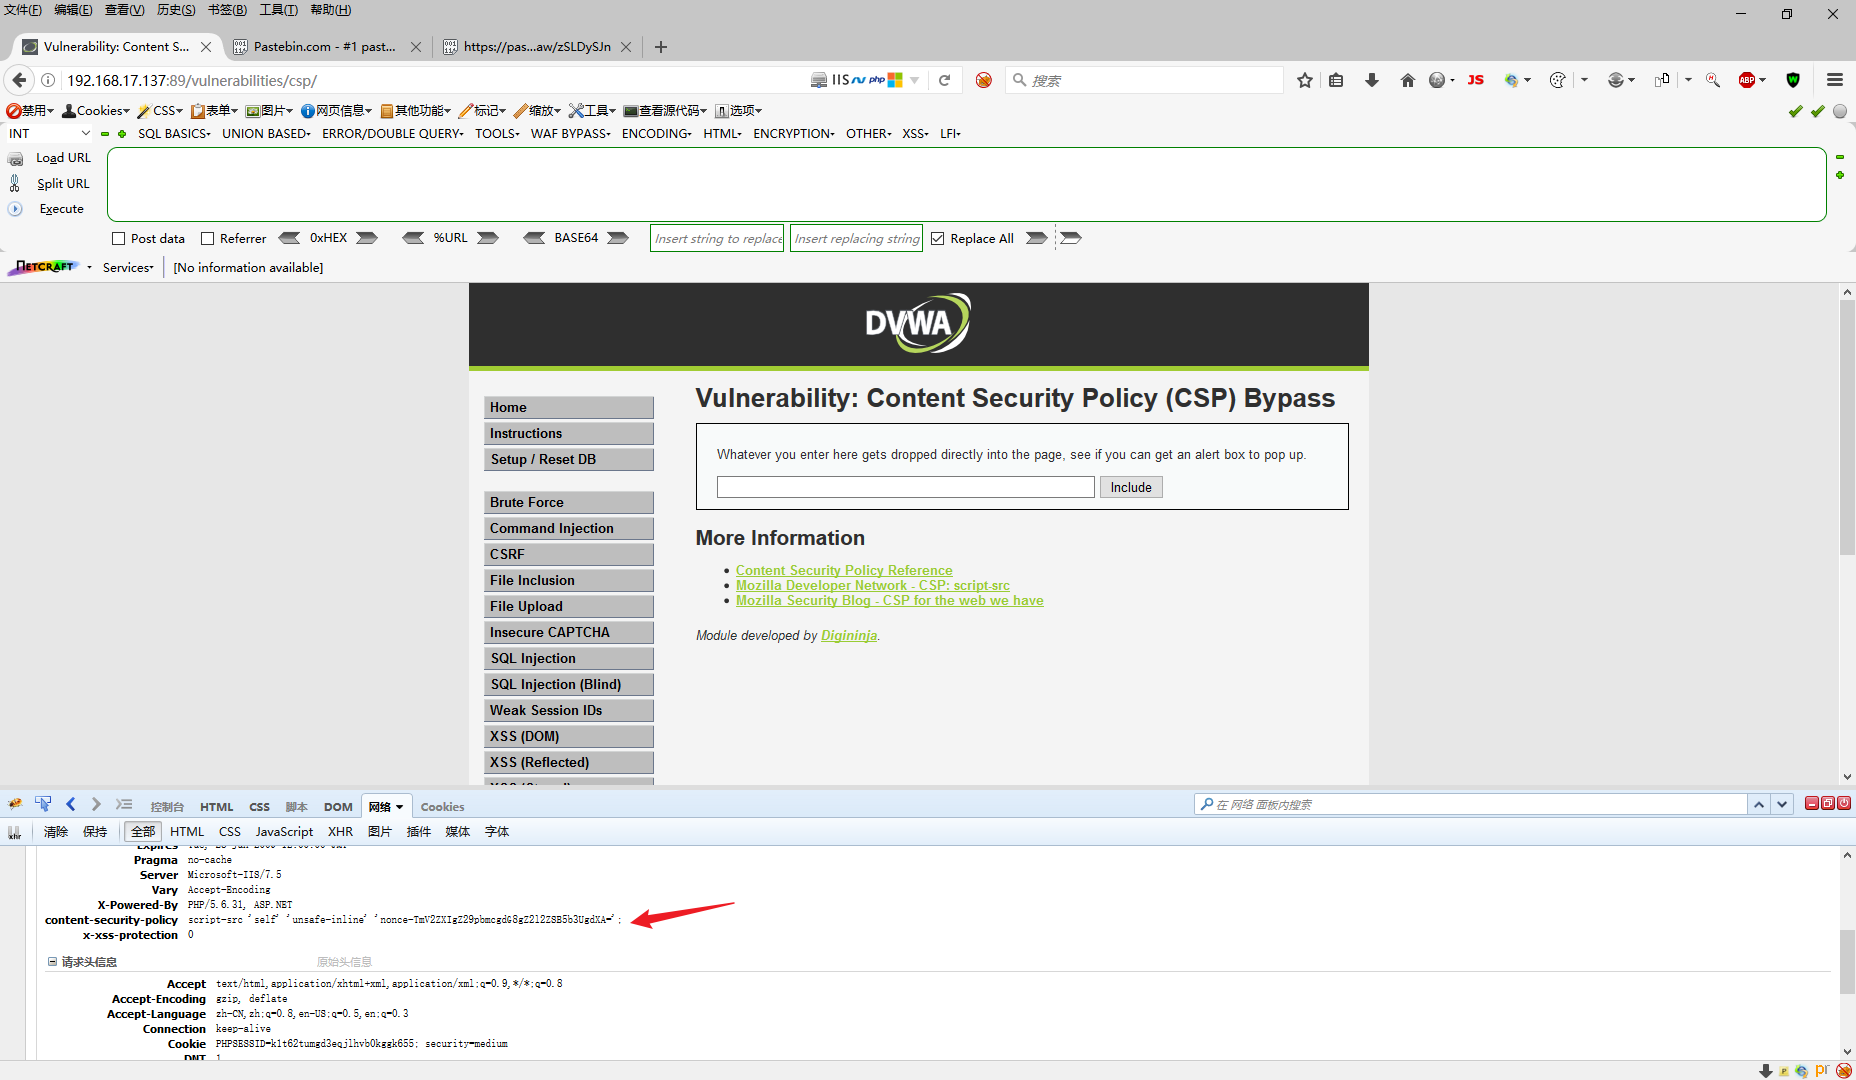 文件(F) 编辑(E) 查看(V) 历史(S) 书签(B) 工具(T) 帮助(H)
Vulnerability: Content S... Pastebin.com - #1 past... https://pas...aw/zSLDySJn
192.168.17.137:89/vulnerabilities/csp/ IIS php 搜索 JS ABP
禁用 Cookies CSS 表单 图片 网页信息 其他功能 标记 缩放 工具 查看源代码 选项
INT SQL BASICS UNION BASED ERROR/DOUBLE QUERY TOOLS WAF BYPASS ENCODING HTML ENCRYPTION OTHER XSS LFI
Load URL
Split URL
Execute
Post data Referrer 0xHEX %URL BASE64 Insert string to replace Insert replacing string Replace All
NETCRAFT Services [No information available]
DVWA
Vulnerability: Content Security Policy (CSP) Bypass
Whatever you enter here gets dropped directly into the page, see if you can get an alert box to pop up.
Include
More Information
Content Security Policy Reference
Mozilla Developer Network - CSP: script-src
Mozilla Security Blog - CSP for the web we have
Module developed by Digininja.
Home
Instructions
Setup / Reset DB
Brute Force
Command Injection
CSRF
File Inclusion
File Upload
Insecure CAPTCHA
SQL Injection
SQL Injection (Blind)
Weak Session IDs
XSS (DOM)
XSS (Reflected)
控制台 HTML CSS 脚本 DOM 网络 Cookies 在 网络 面板内搜索
xhr 清除 保持 全部 HTML CSS JavaScript XHR 图片 插件 媒体 字体
Pragma no-cache
Server Microsoft-IIS/7.5
Vary Accept-Encoding
X-Powered-By PHP/5.6.31, ASP.NET
content-security-policy script-src 'self' 'unsafe-inline' 'nonce-TmV2ZXIgZ29pbmcgdG8gZ2l2ZSB5b3UgdXA=';
x-xss-protection 0
请求头信息 原始头信息
Accept text/html,application/xhtml+xml,application/xml;q=0.9,*/*;q=0.8
Accept-Encoding gzip, deflate
Accept-Language zh-CN,zh;q=0.8,en-US;q=0.5,en;q=0.3
Connection keep-alive
Cookie PHPSESSID=k1t62tumgd3eqjlhvb0kggk655; security=medium
DNT 1
pr